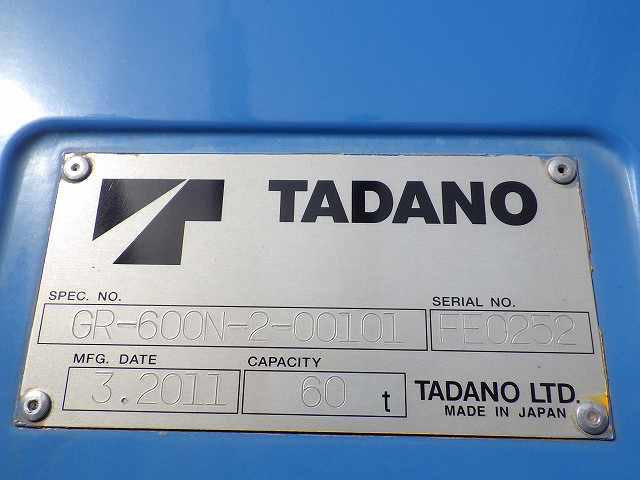 TADANO
SPEC. NO.
GR-600N-2-00101
SERIAL NO.
FE0252
MFG. DATE
3.2011
CAPACITY
60 t
TADANO LTD.
MADE IN JAPAN